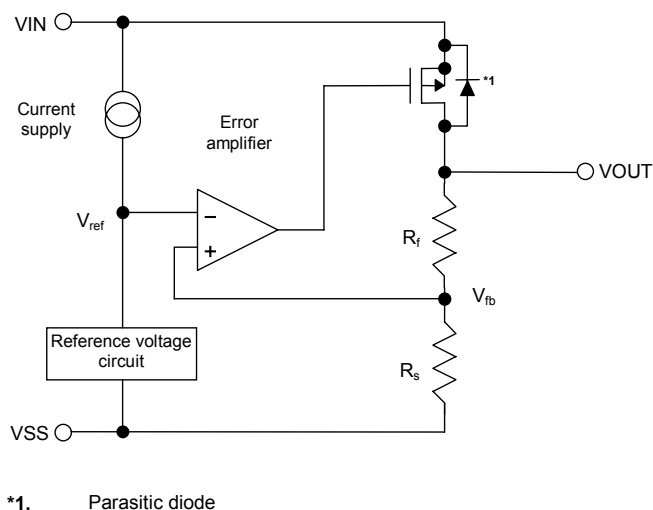 VIN
*1
Current
supply
Error
amplifier
VOUT
Vref
−
+
Rf
Vfb
Reference voltage
circuit
Rs
VSS
*1. Parasitic diode